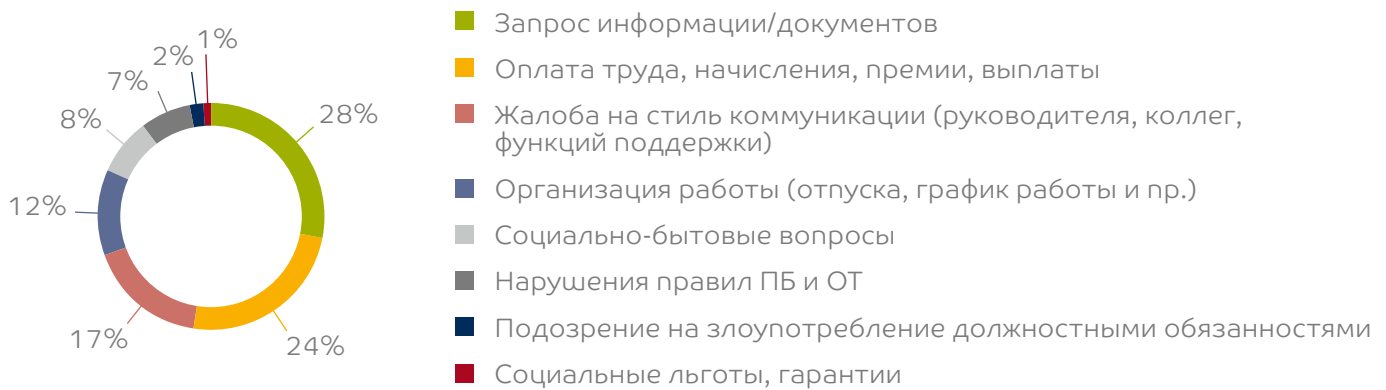 1%
2%
7%
8%
28%
12%
17%
24%
Запрос информации/документов
Оплата труда, начисления, премии, выплаты
Жалоба на стиль коммуникации (руководителя, коллег,
функций поддержки)
Организация работы (отпуска, график работы и пр.)
Социально-бытовые вопросы
Нарушения правил ПБ и ОТ
Подозрение на злоупотребление должностными обязанностями
Социальные льготы, гарантии